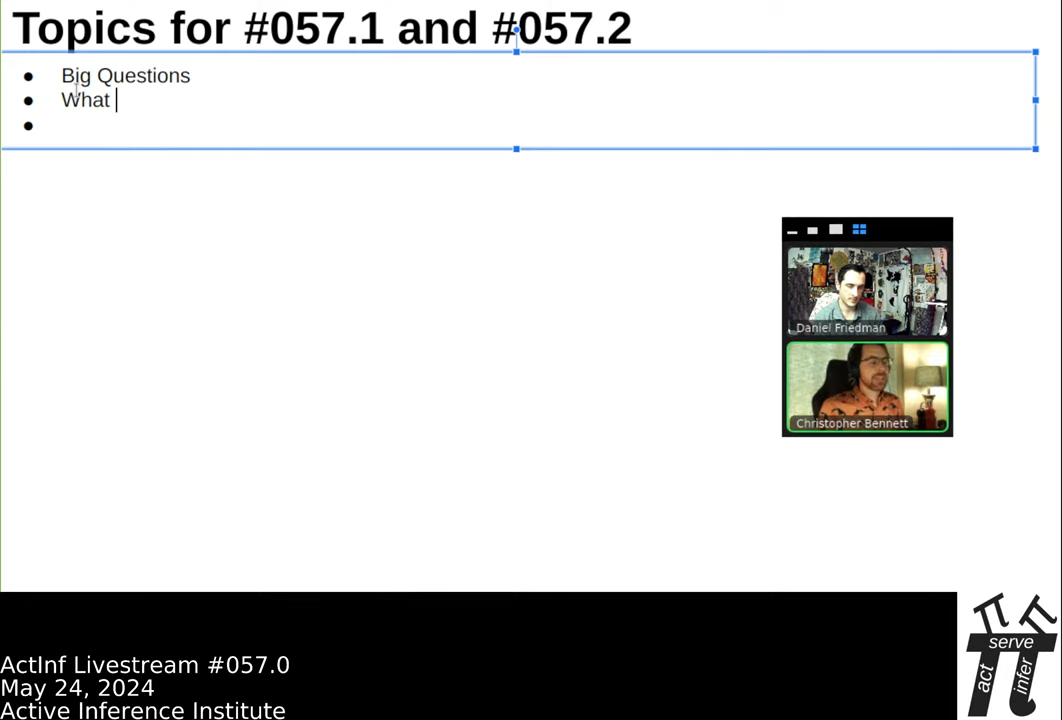 Topics for #057.1 and #057.2
● Big Questions
● What
●
Daniel Friedman
Christopher Bennett
ActInf Livestream #057.0
May 24, 2024
Active Inference Institute
π π
serve
act π infer